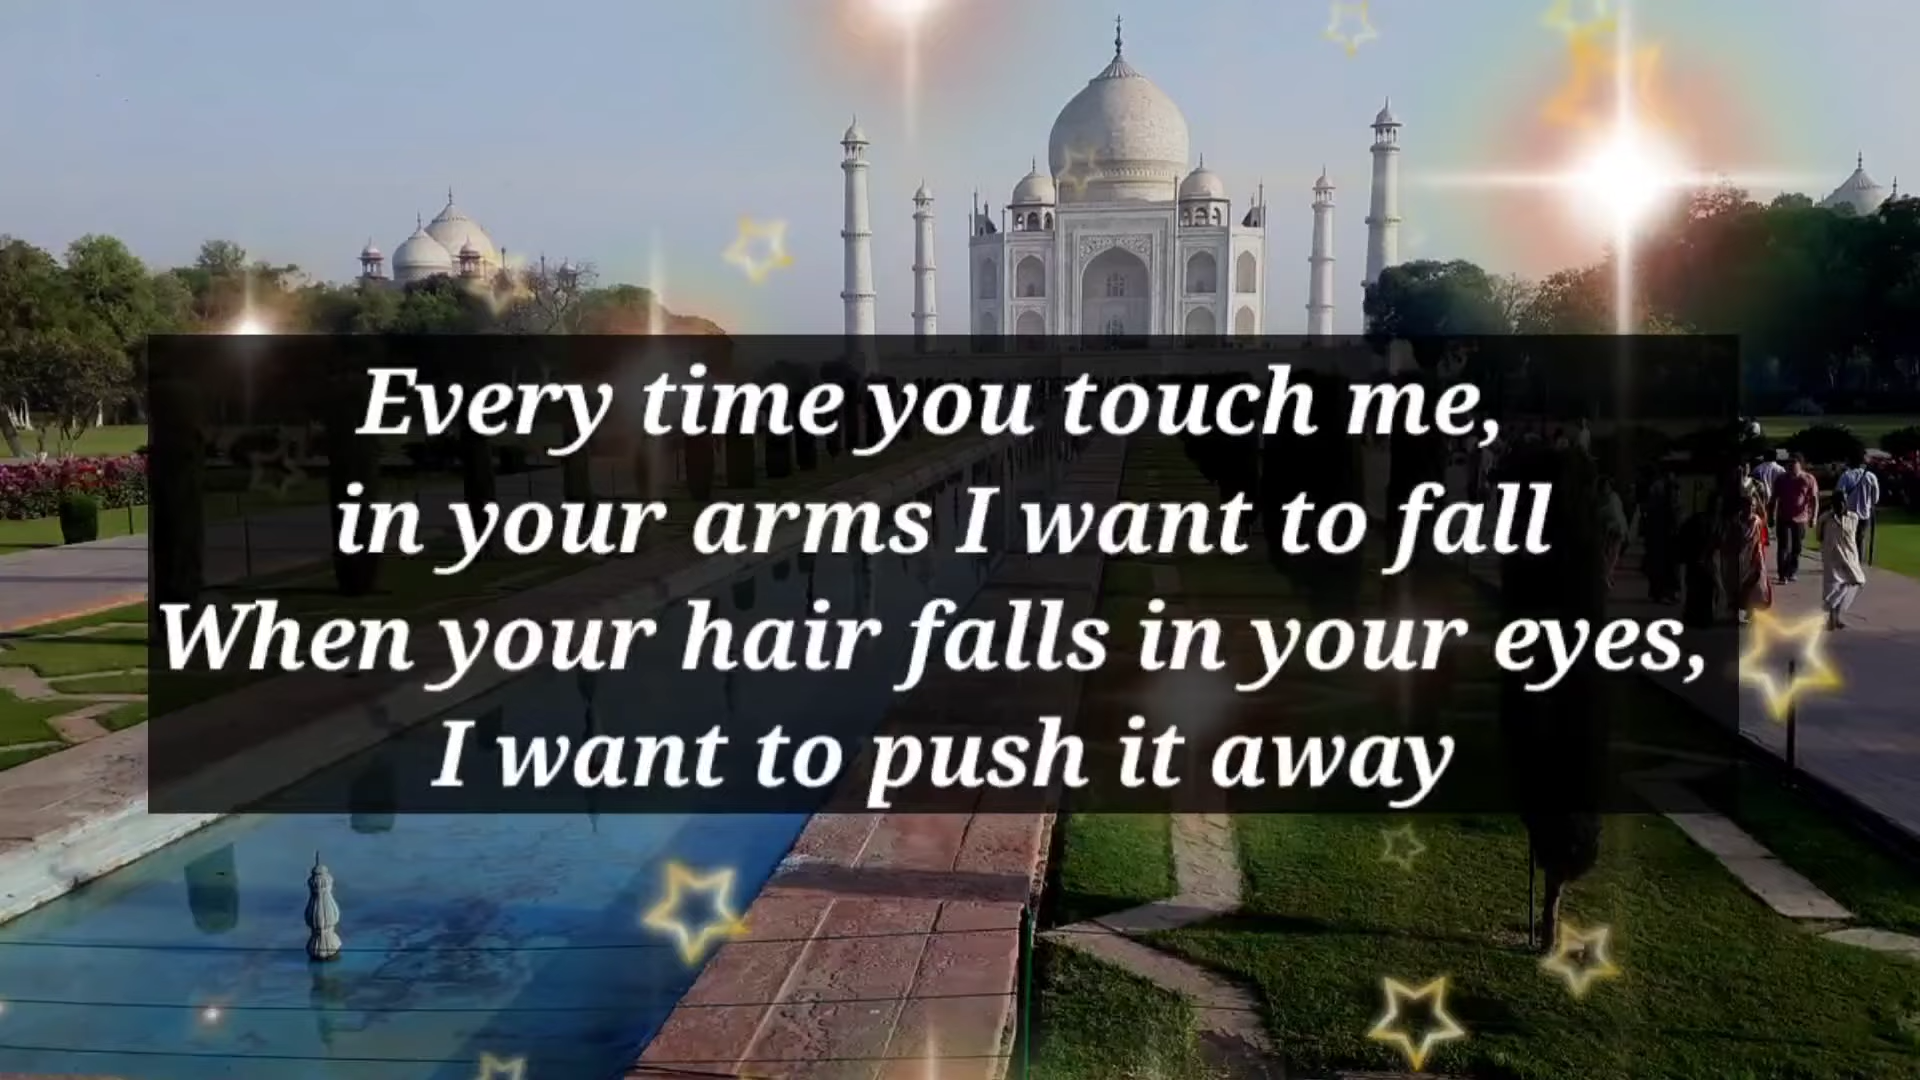 Every time you touch me,
in your arms I want to fall
When your hair falls in your eyes,
I want to push it away